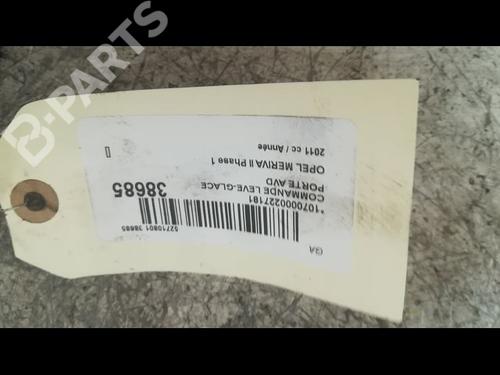 B-PARTS
GA
52710801 38685
*1070000227181
COMMANDE LEVE-GLACE
PORTE AVD
38685
OPEL MERIVA II Phase 1
2011 cc / Année